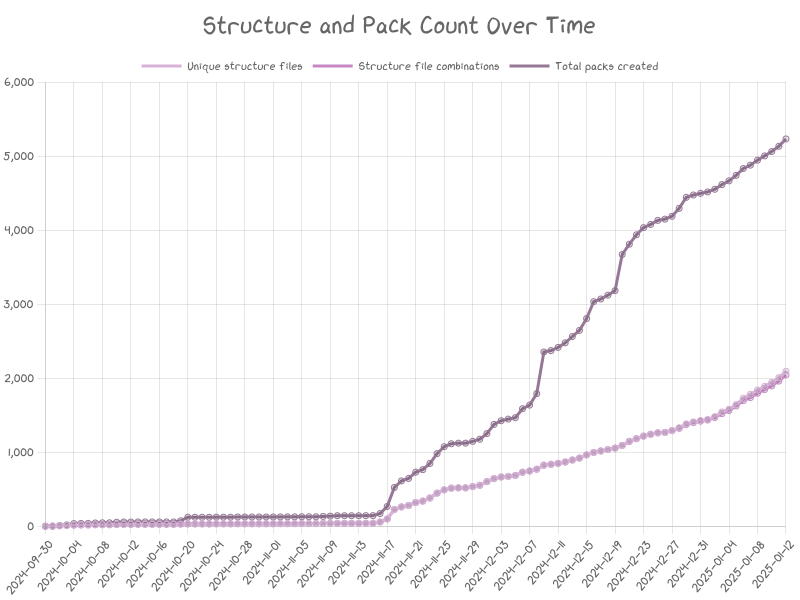 Structure and Pack Count Over Time
Unique structure files Structure file combinations Total packs created
6,000
5,000
4,000
3,000
2,000
1,000
0
2024-09-30 2024-10-04 2024-10-08 2024-10-12 2024-10-16 2024-10-20 2024-10-24 2024-10-28 2024-11-01 2024-11-05 2024-11-09 2024-11-13 2024-11-17 2024-11-21 2024-11-25 2024-11-29 2024-12-03 2024-12-07 2024-12-11 2024-12-15 2024-12-19 2024-12-23 2024-12-27 2024-12-31 2025-01-04 2025-01-08 2025-01-12